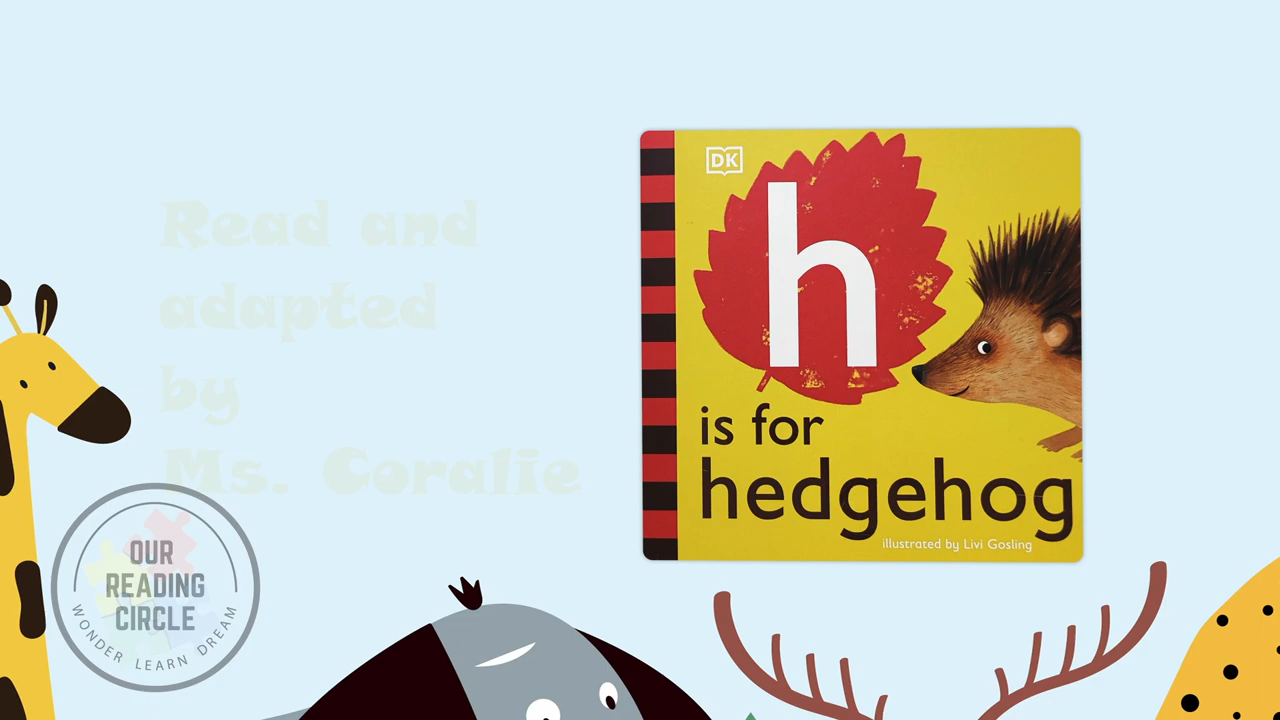 Read and
adapted
by
Ms. Coralie
DK
h
is for
hedgehog
illustrated by Livi Gosling
OUR
READING
CIRCLE
WONDER LEARN DREAM